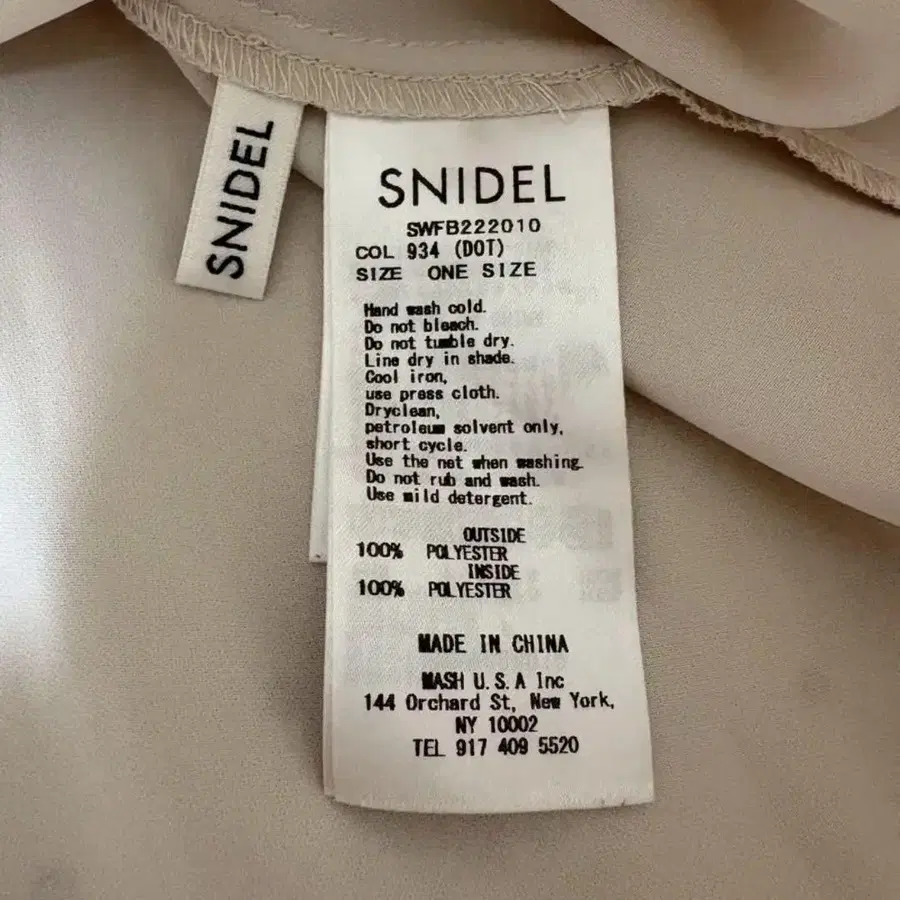 SNIDEL
SNIDEL
SWFB222010
COL 934 (DOT)
SIZE ONE SIZE
Hand wash cold.
Do not bleach.
Do not tumble dry.
Line dry in shade.
Cool iron,
use press cloth.
Dryclean,
petroleum solvent only,
short cycle.
Use the net when washing.
Do not rub and wash.
Use mild detergent.
OUTSIDE
100% POLYESTER
INSIDE
100% POLYESTER
MADE IN CHINA
MASH U.S.A Inc
144 Orchard St, New York,
NY 10002
TEL 917 409 5520